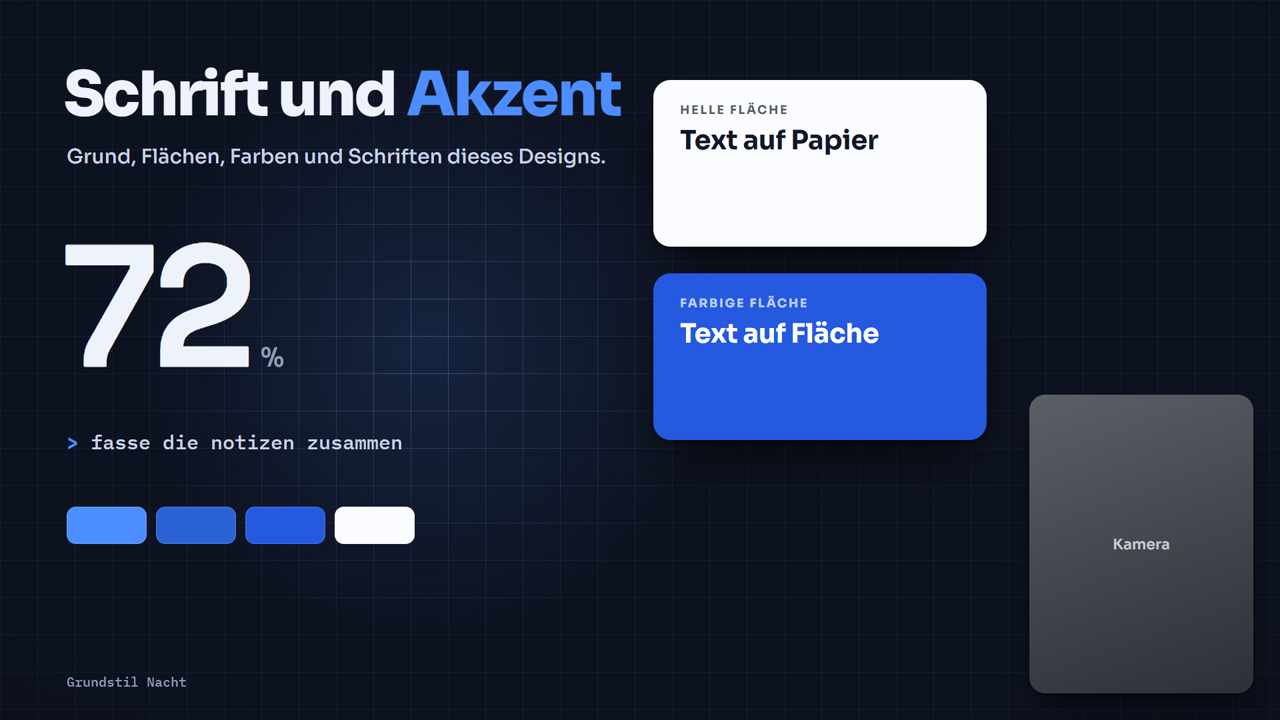 Schrift und Akzent
Grund, Flächen, Farben und Schriften dieses Designs.
72 %
> fasse die notizen zusammen
Grundstil Nacht
HELLE FLÄCHE
Text auf Papier
FARBIGE FLÄCHE
Text auf Fläche
Kamera